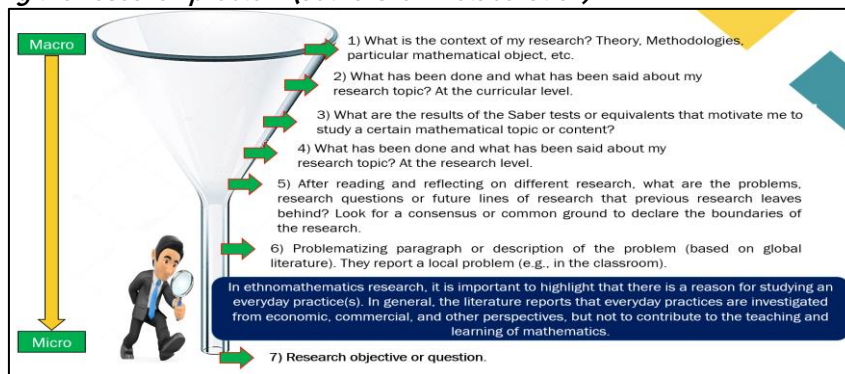 Macro
1) What is the context of my research? Theory, Methodologies,
particular mathematical object, etc.
2) What has been done and what has been said about my
research topic? At the curricular level.
3) What are the results of the Saber tests or equivalents that motivate me to
study a certain mathematical topic or content?
4) What has been done and what has been said about my
research topic? At the research level.
5) After reading and reflecting on different research, what are the problems,
research questions or future lines of research that previous research leaves
behind? Look for a consensus or common ground to declare the boundaries of
the research.
6) Problematizing paragraph or description of the problem (based on global
literature). They report a local problem (e.g., in the classroom).
In ethnomathematics research, it is important to highlight that there is a reason for studying an
everyday practice(s). In general, the literature reports that everyday practices are investigated
from economic, commercial, and other perspectives, but not to contribute to the teaching and
learning of mathematics.
Micro
7) Research objective or question.